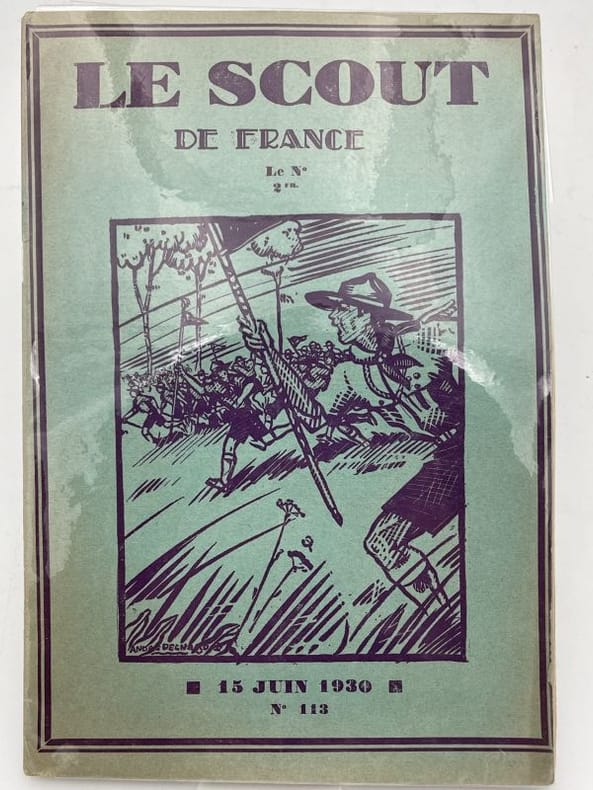 LE SCOUT
DE FRANCE
Le N°
2 FR.
15 JUIN 1930
N° 113